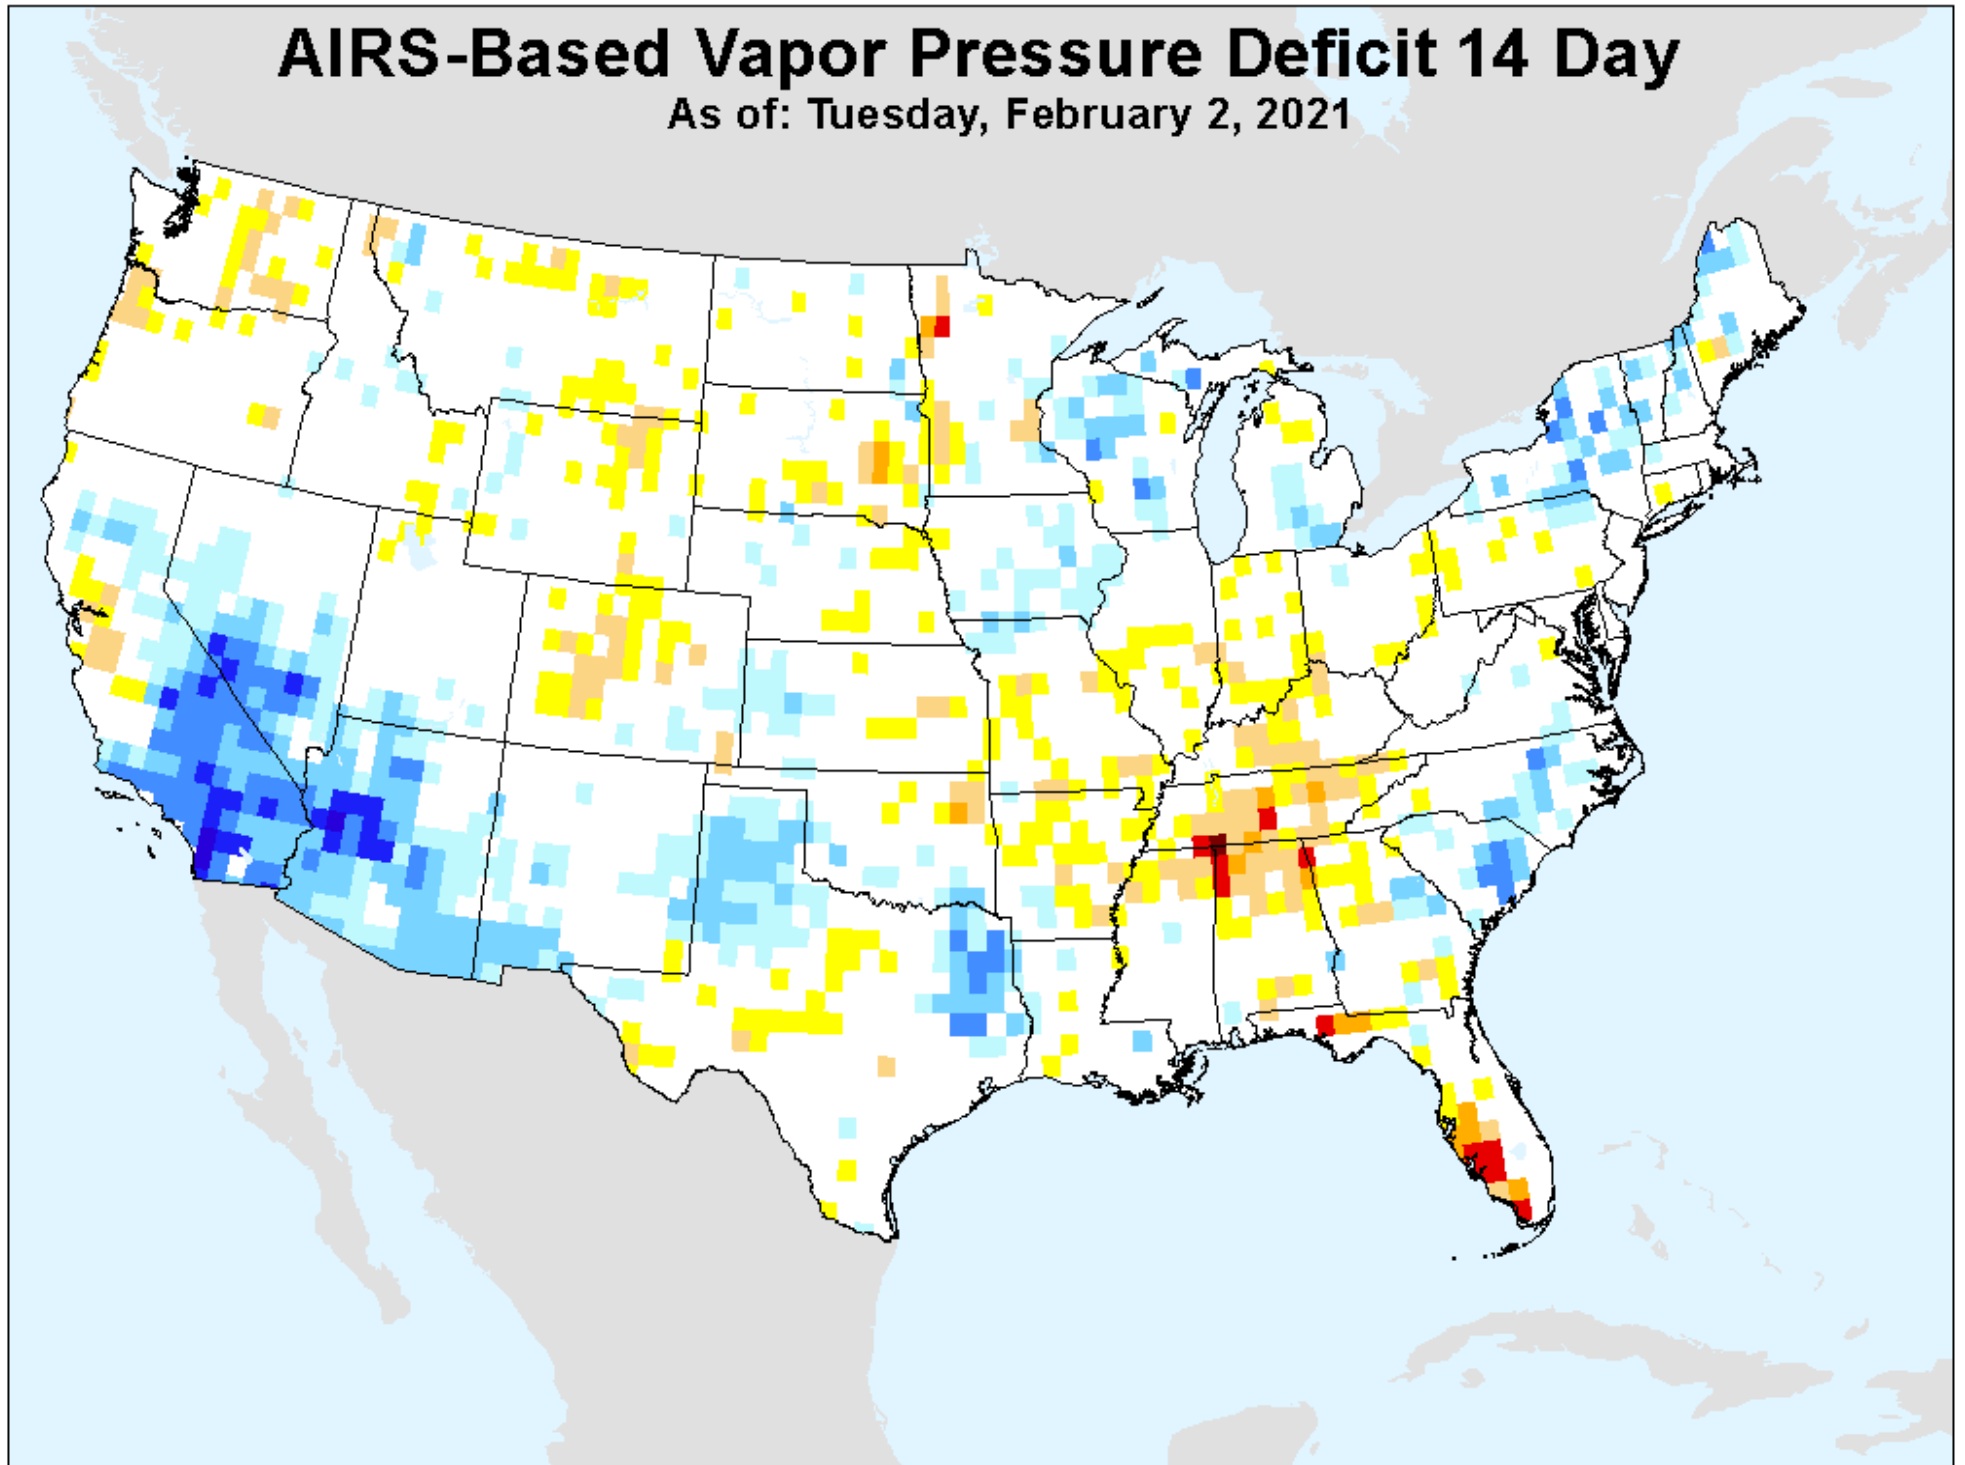 AIRS-Based Vapor Pressure Deficit 14 Day
As of: Tuesday, February 2, 2021